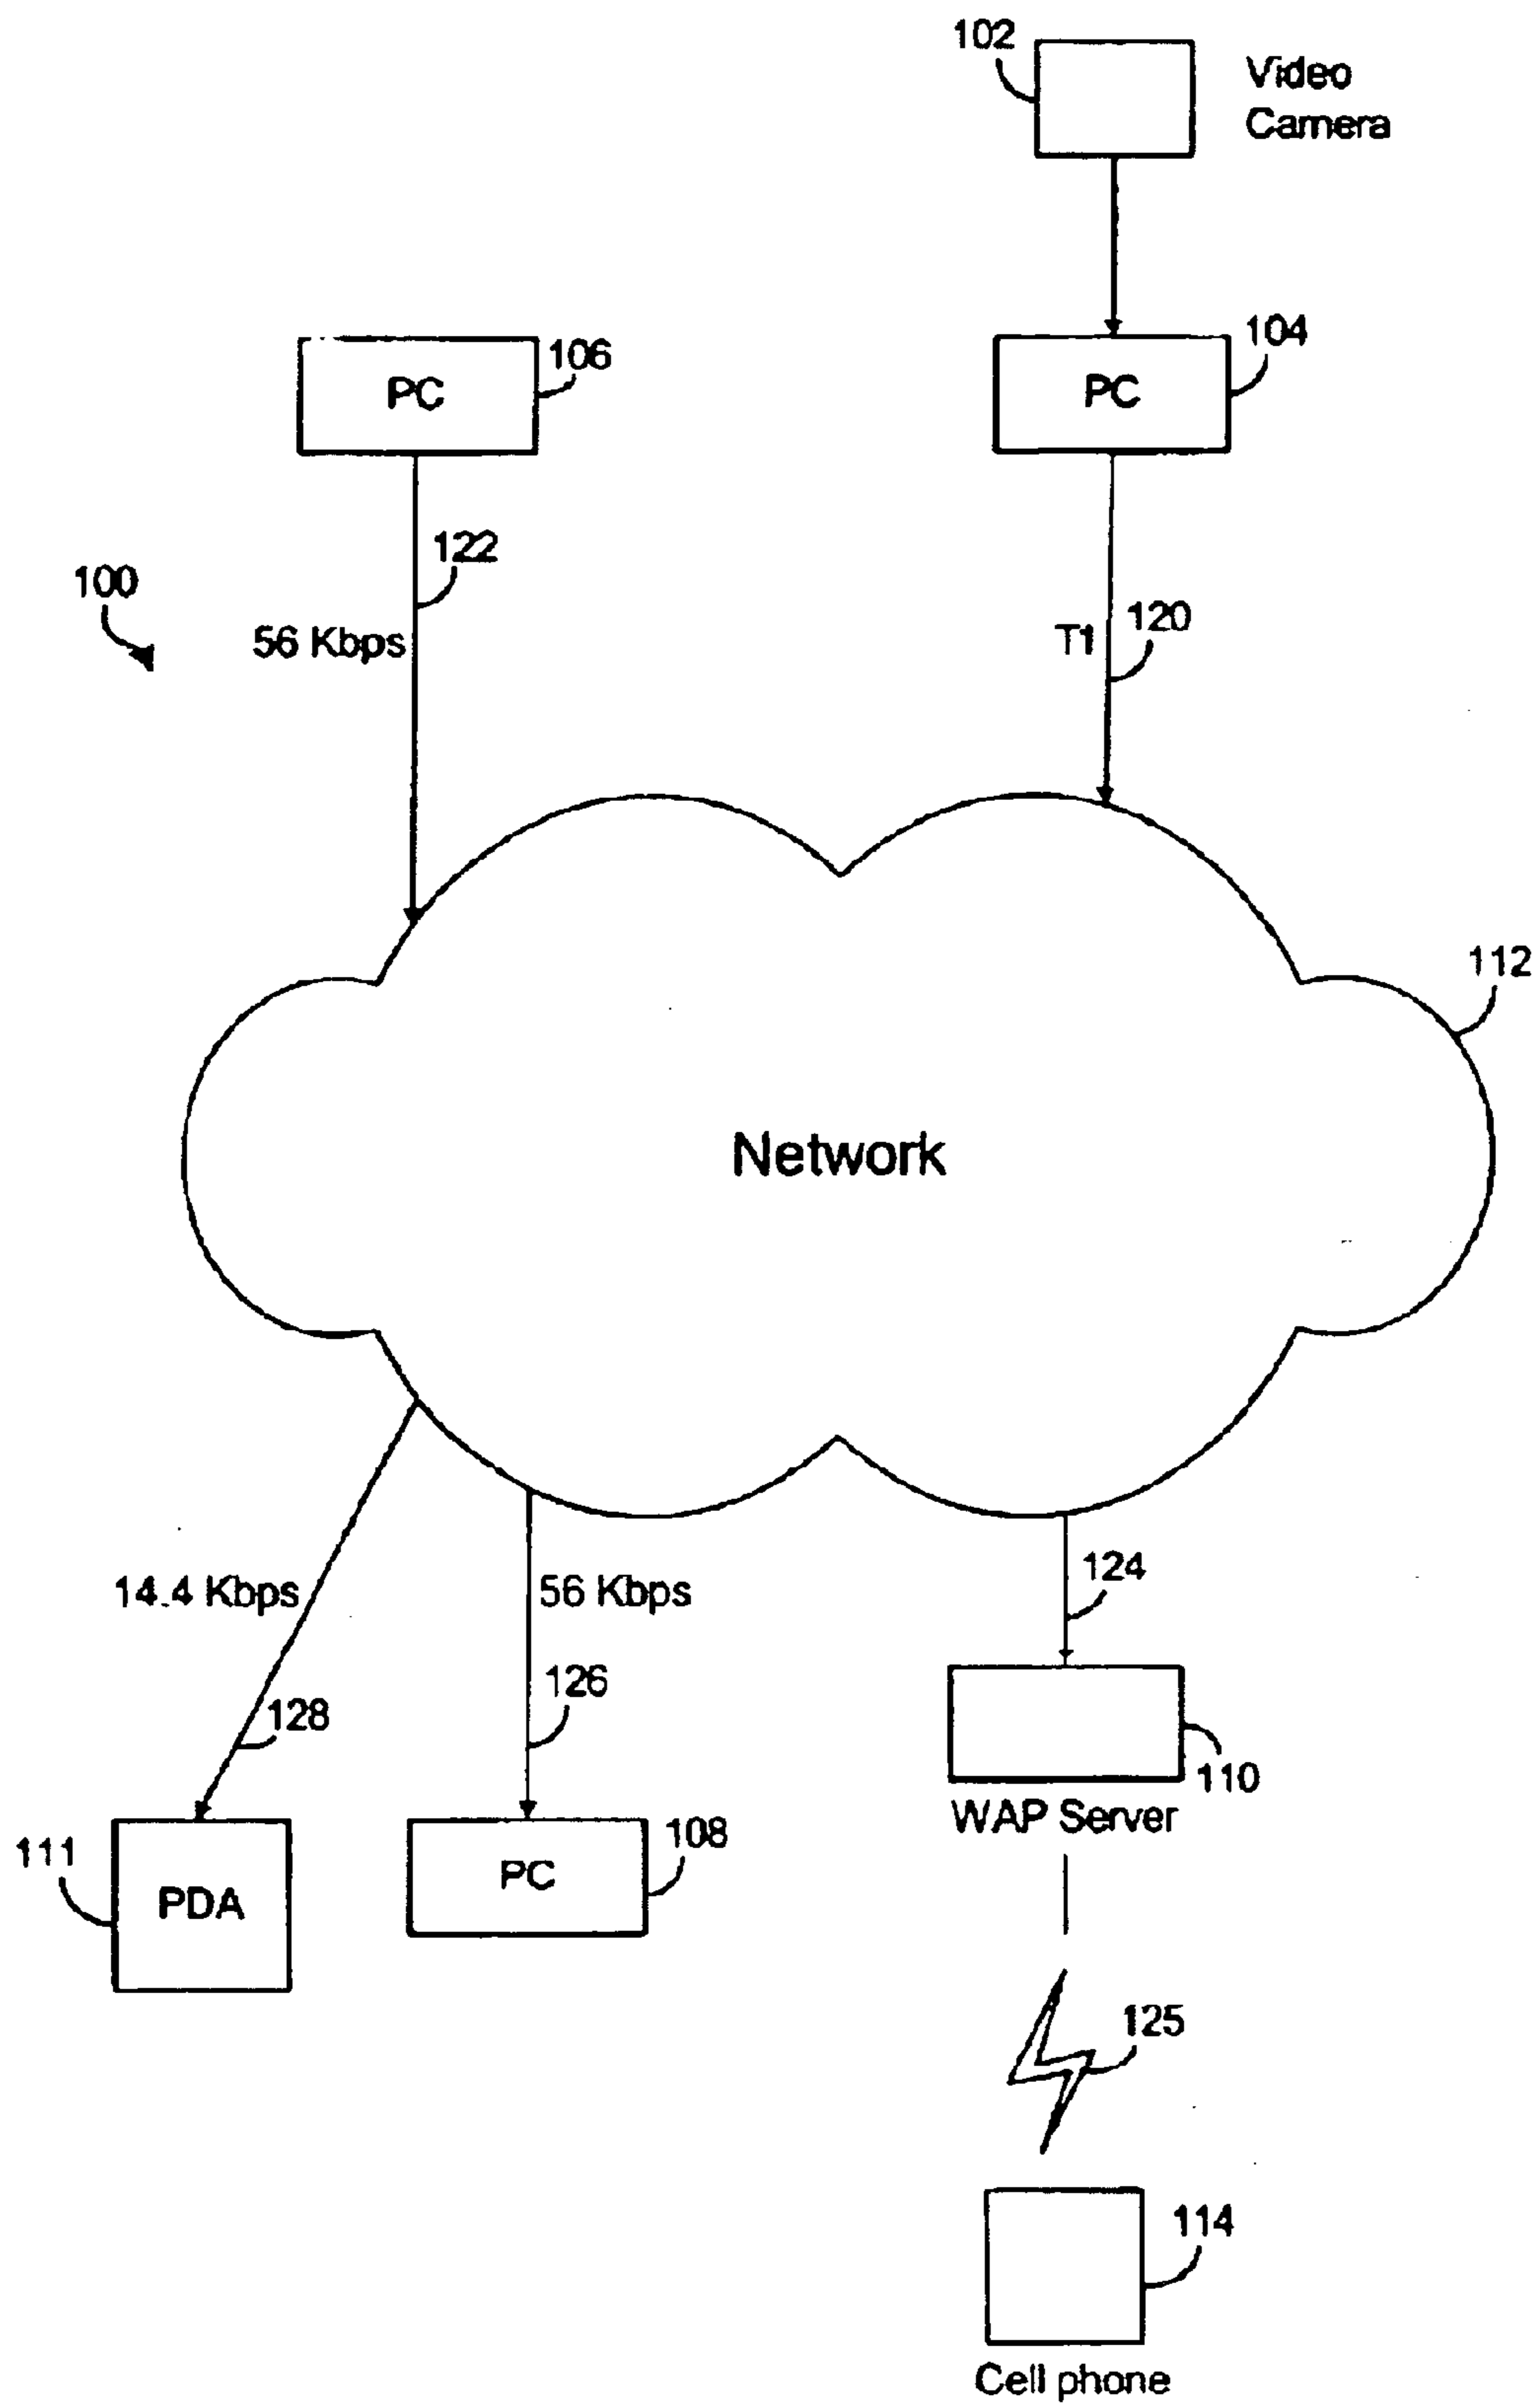 102
Video
Camera
106
PC
104
PC
122
100
56 Kbps
120
T1
112
Network
124
14.4 Kbps
56 Kbps
126
128
110
WAP Server
111
PDA
108
PC
125
114
Cell phone